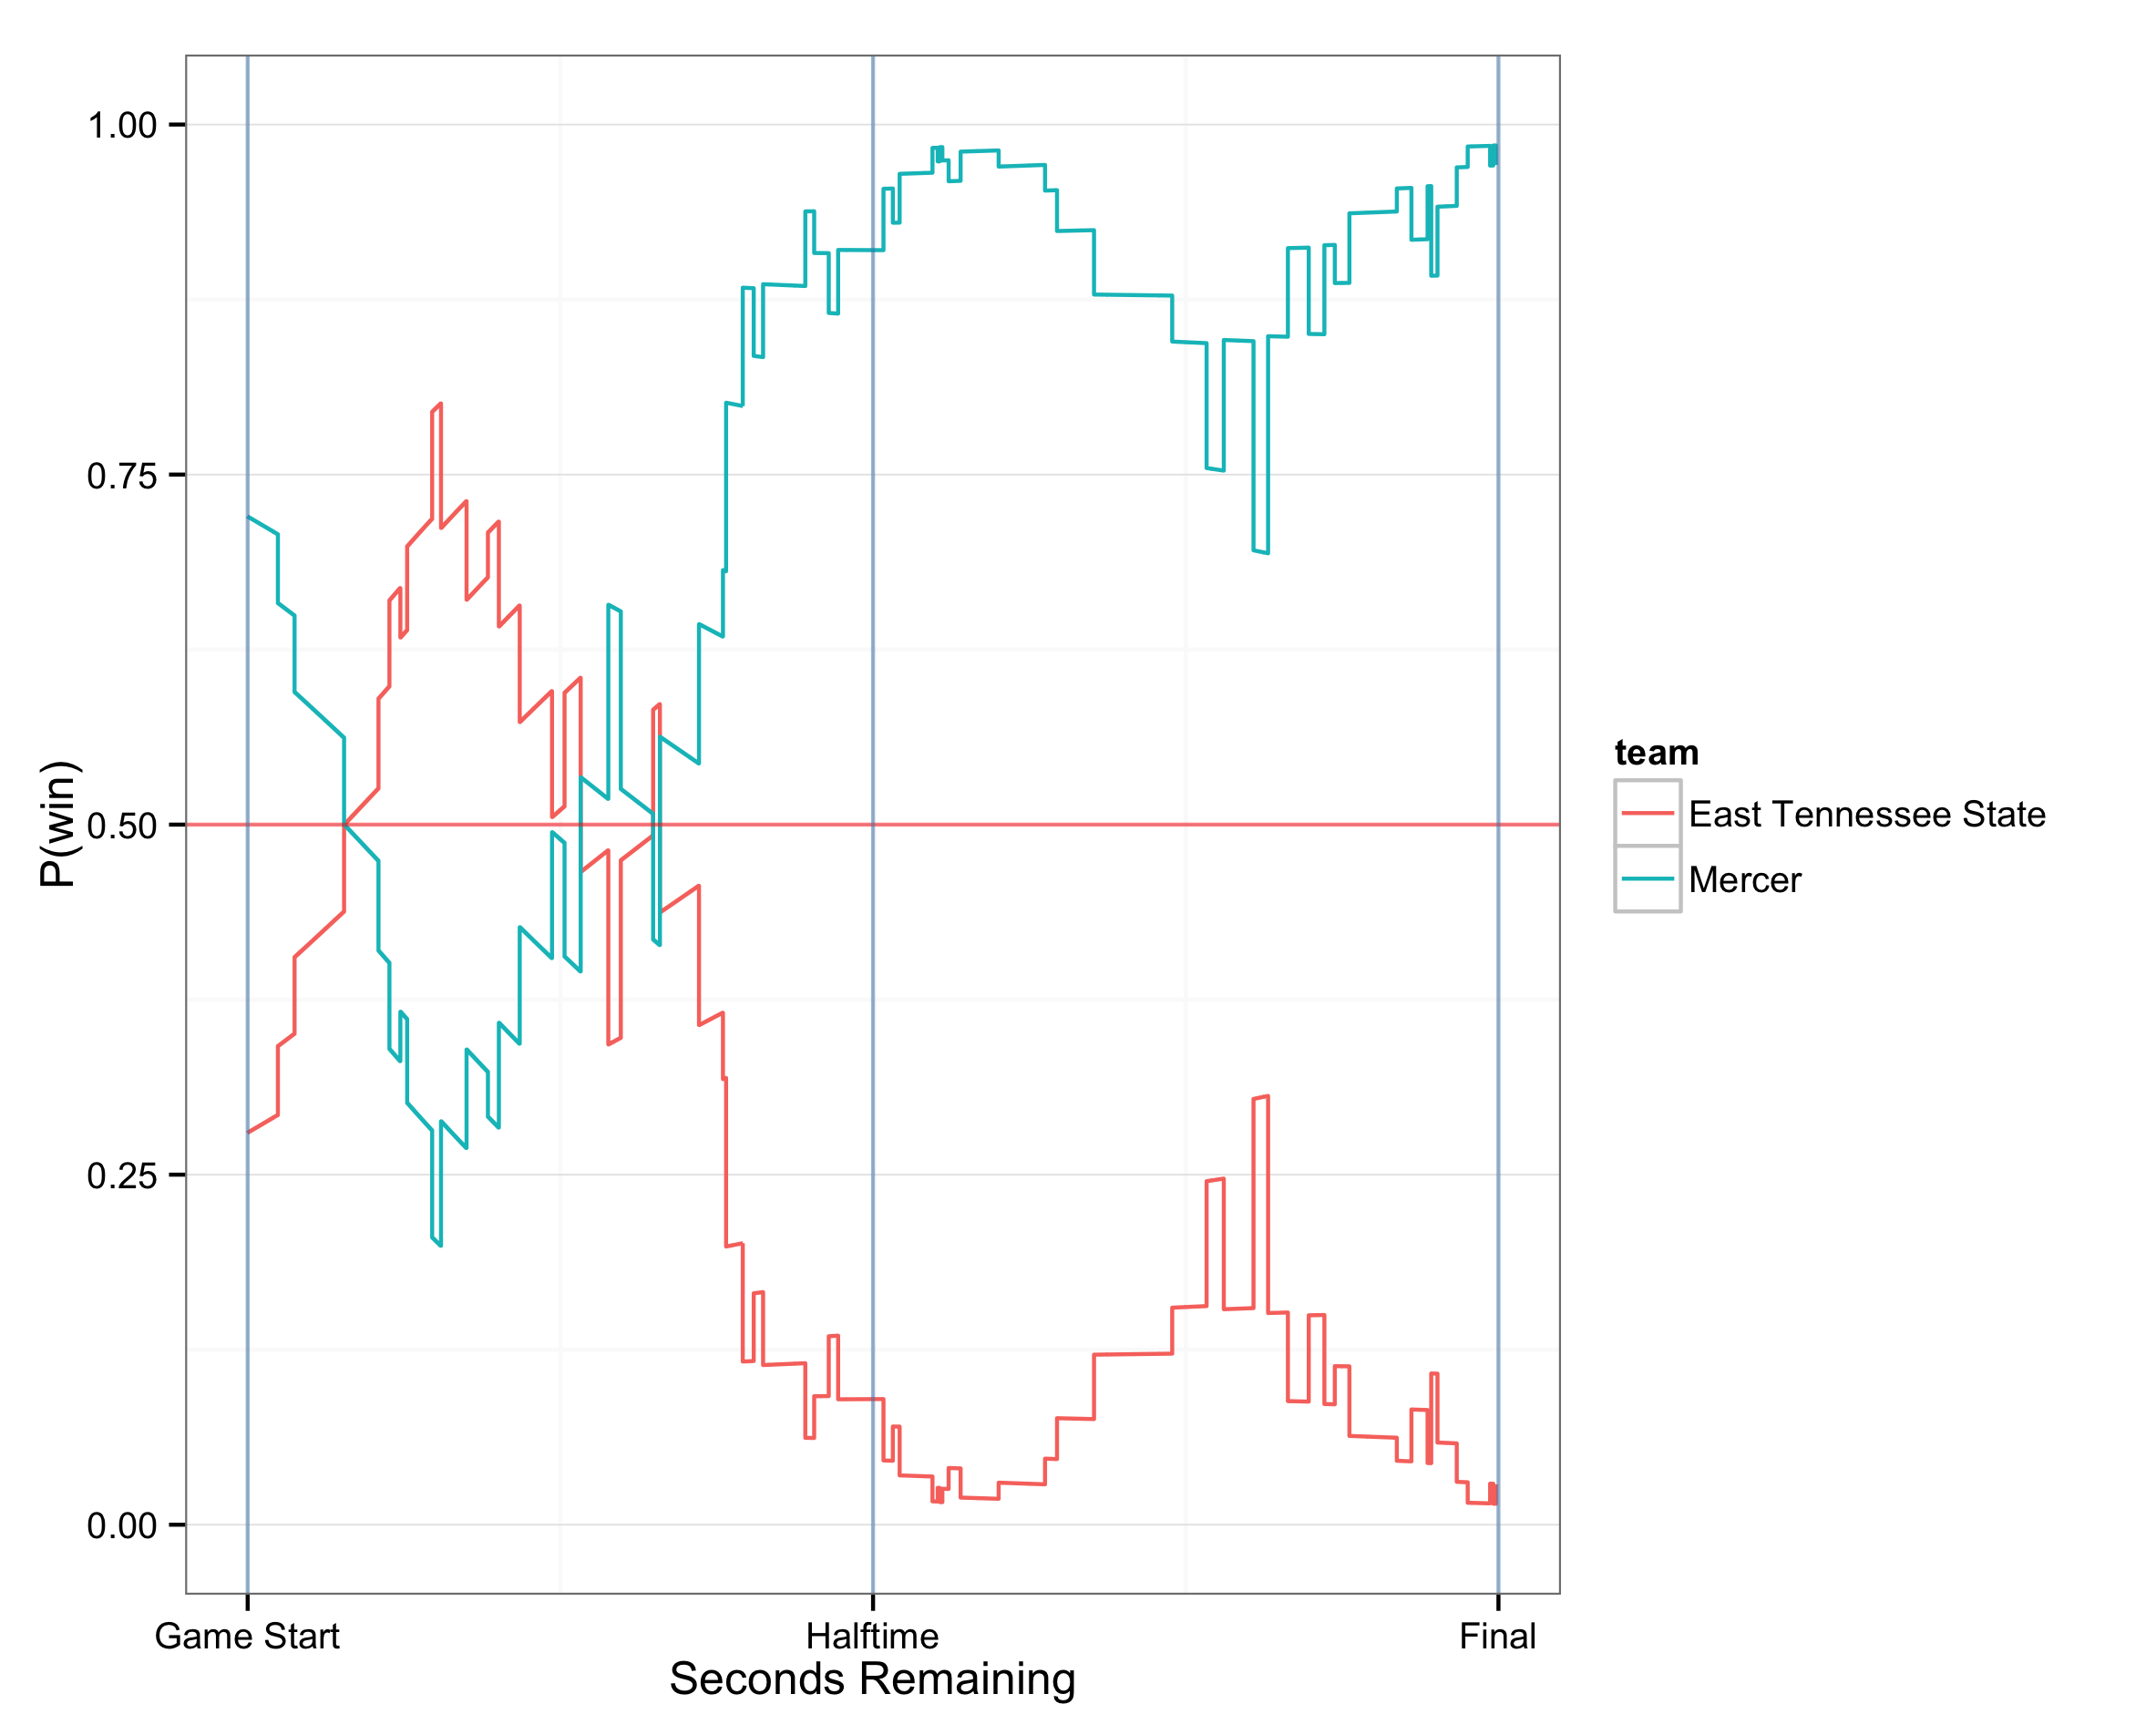 1.00
0.75
0.50
0.25
0.00
P(win)
Game Start
Halftime
Final
Seconds Remaining
team
East Tennessee State
Mercer